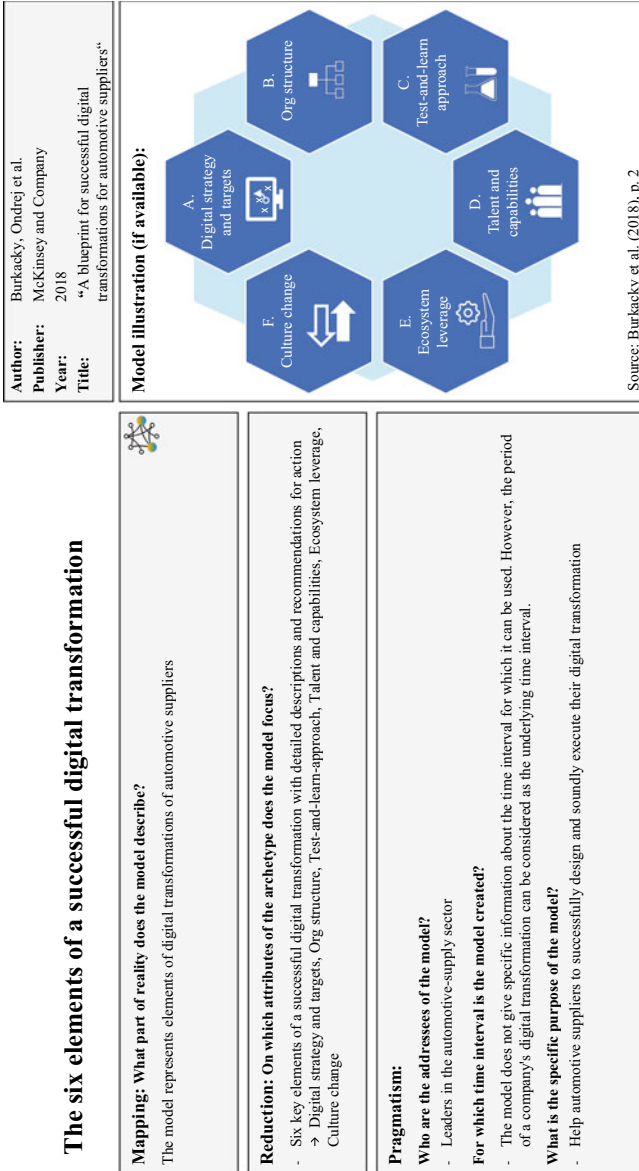 The six elements of a successful digital transformation
Author: Burkacky, Ondrej et al.
Publisher: McKinsey and Company
Year: 2018
Title: “A blueprint for successful digital
transformations for automotive suppliers“
Mapping: What part of reality does the model describe?
The model represents elements of digital transformations of automotive suppliers
Reduction: On which attributes of the archetype does the model focus?
- Six key elements of a successful digital transformation with detailed descriptions and recommendations for action
→ Digital strategy and targets, Org structure, Test-and-learn-approach, Talent and capabilities, Ecosystem leverage,
Culture change
Pragmatism:
Who are the addressees of the model?
- Leaders in the automotive-supply sector
For which time interval is the model created?
- The model does not give specific information about the time interval for which it can be used. However, the period
of a company's digital transformation can be considered as the underlying time interval.
What is the specific purpose of the model?
- Help automotive suppliers to successfully design and soundly execute their digital transformation
Model illustration (if available):
A.
Digital strategy
and targets
B.
Org structure
C.
Test-and-learn
approach
D.
Talent and
capabilities
E.
Ecosystem
leverage
F.
Culture change
Source: Burkacky et al. (2018), p. 2